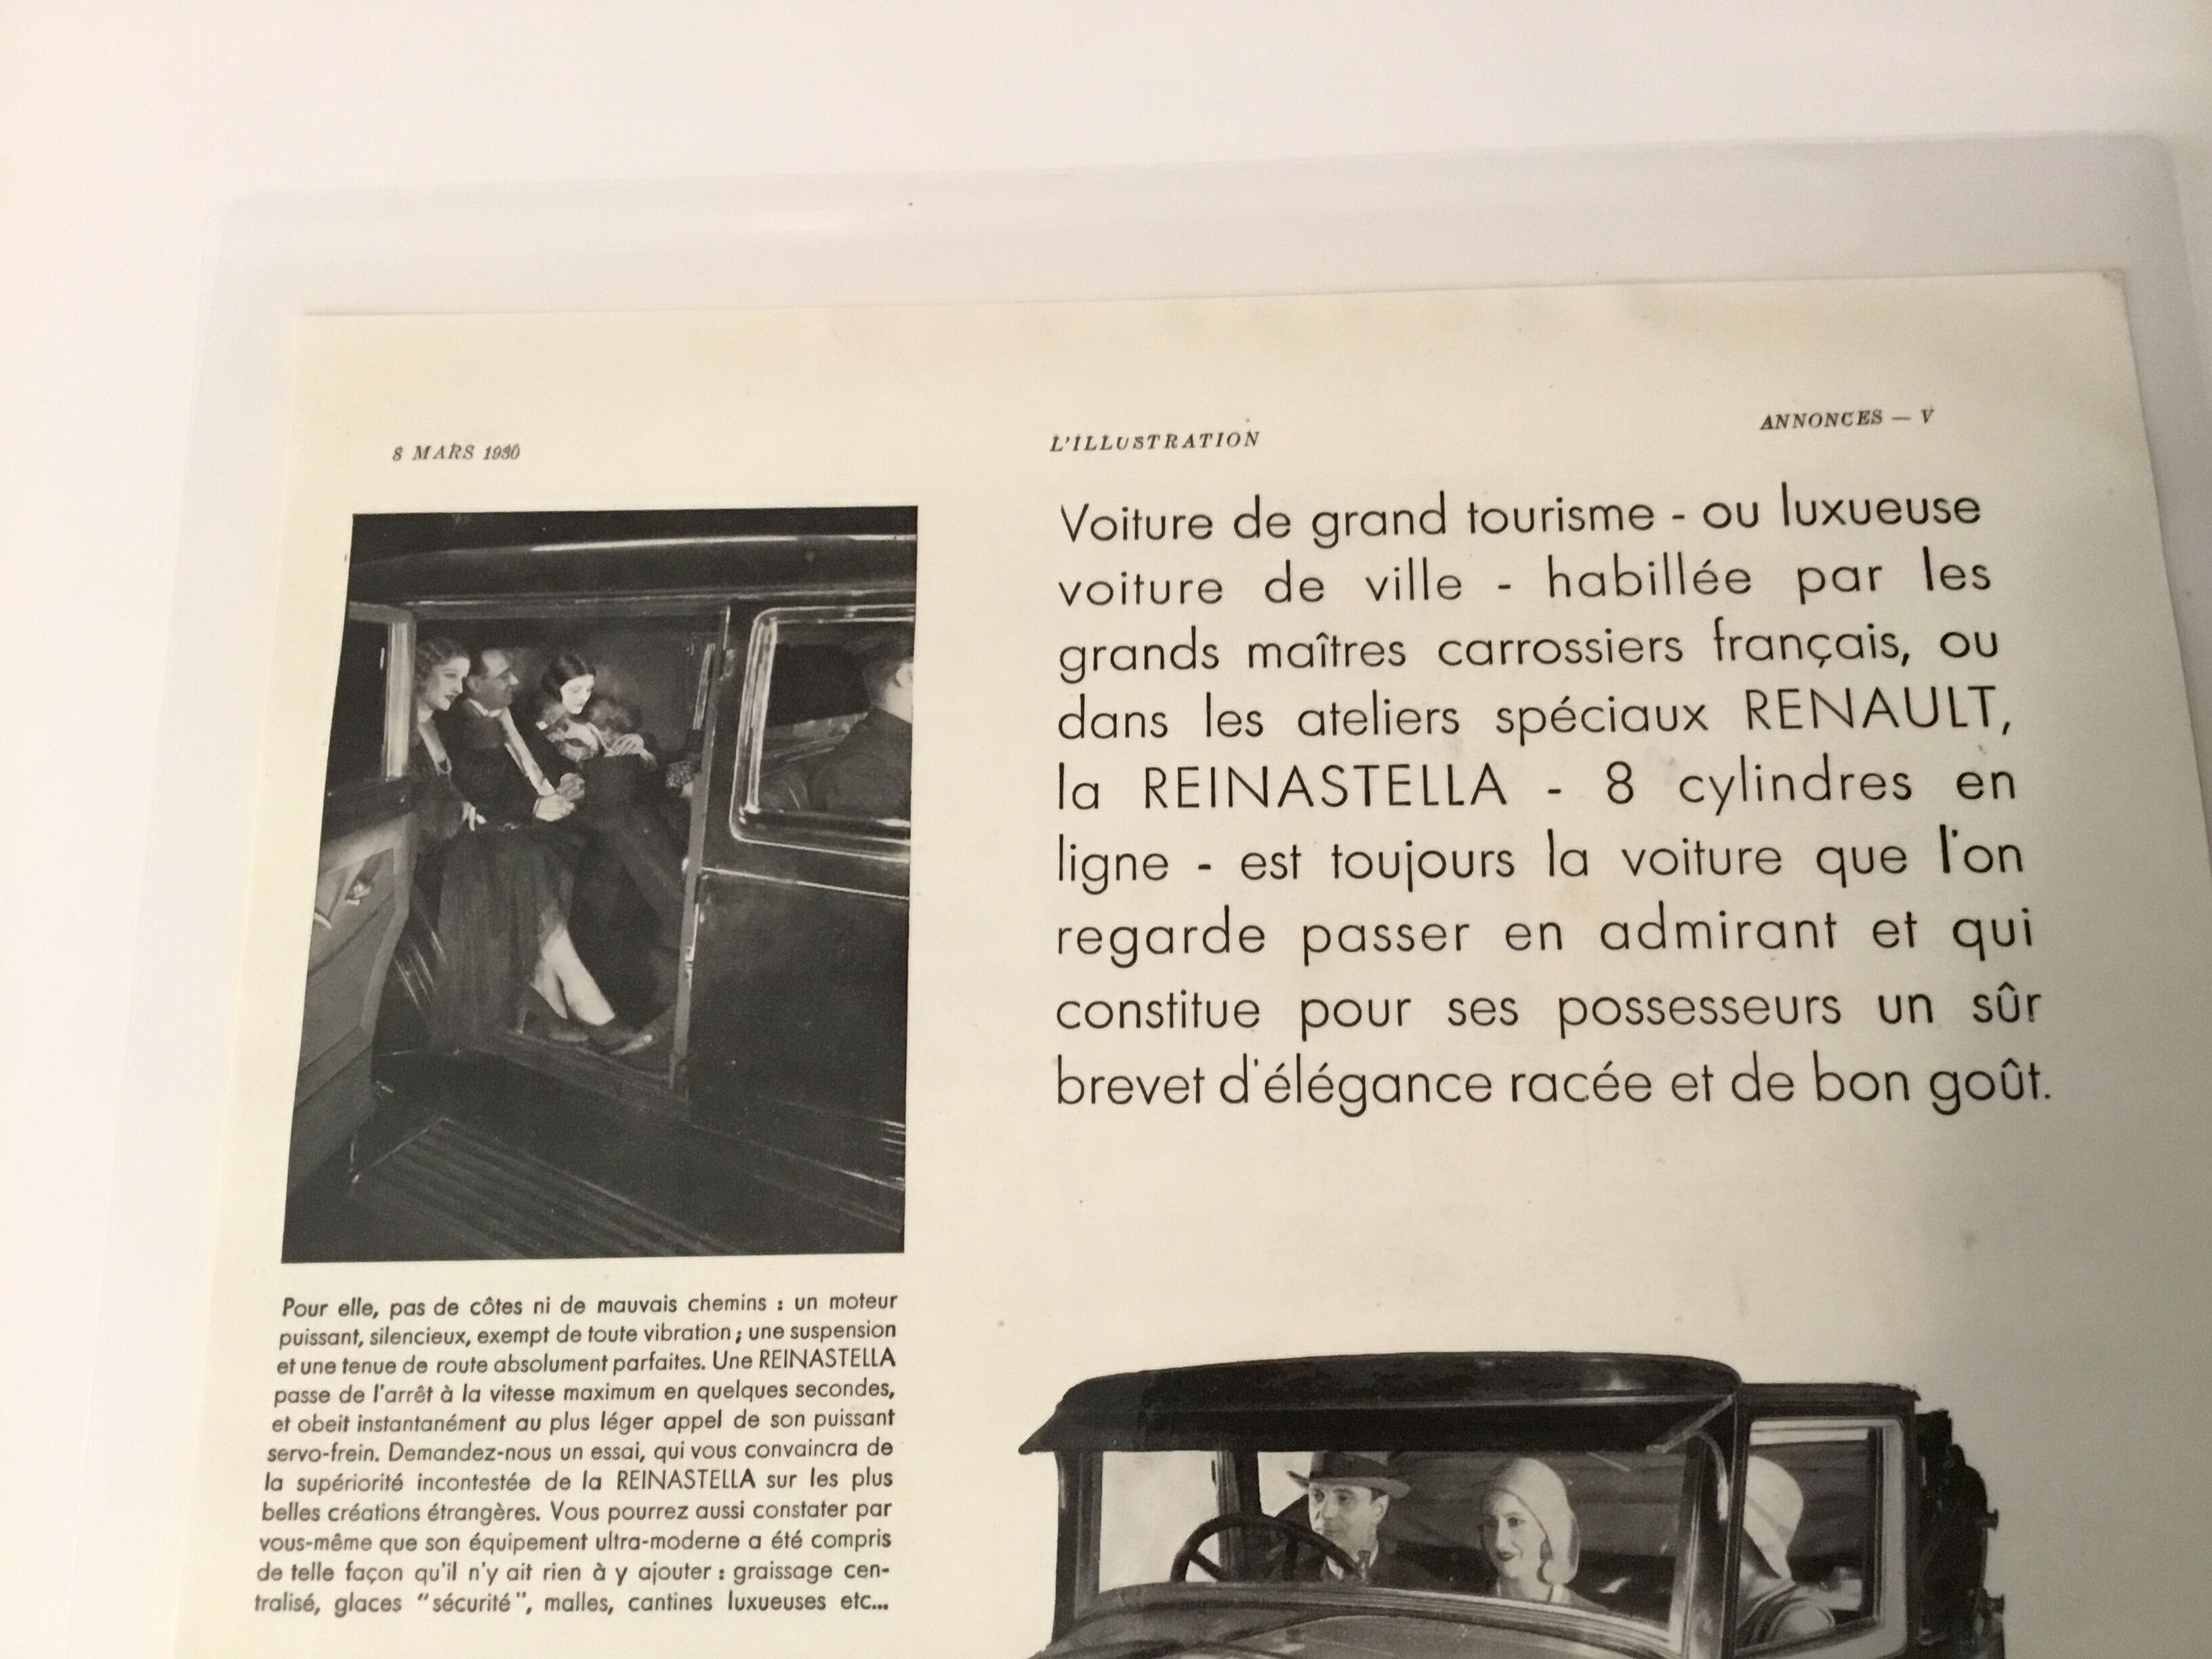 8 MARS 1930
L'ILLUSTRATION
ANNONCES — V
Voiture de grand tourisme - ou luxueuse
voiture de ville - habillée par les
grands maîtres carrossiers français, ou
dans les ateliers spéciaux RENAULT,
la REINASTELLA - 8 cylindres en
ligne - est toujours la voiture que l'on
regarde passer en admirant et qui
constitue pour ses possesseurs un sûr
brevet d'élégance racée et de bon goût.
Pour elle, pas de côtes ni de mauvais chemins : un moteur
puissant, silencieux, exempt de toute vibration ; une suspension
et une tenue de route absolument parfaites. Une REINASTELLA
passe de l'arrêt à la vitesse maximum en quelques secondes,
et obeit instantanément au plus léger appel de son puissant
servo-frein. Demandez-nous un essai, qui vous convaincra de
la supériorité incontestée de la REINASTELLA sur les plus
belles créations étrangères. Vous pourrez aussi constater par
vous-même que son équipement ultra-moderne a été compris
de telle façon qu'il n'y ait rien à y ajouter : graissage cen-
tralisé, glaces "sécurité", malles, cantines luxueuses etc...